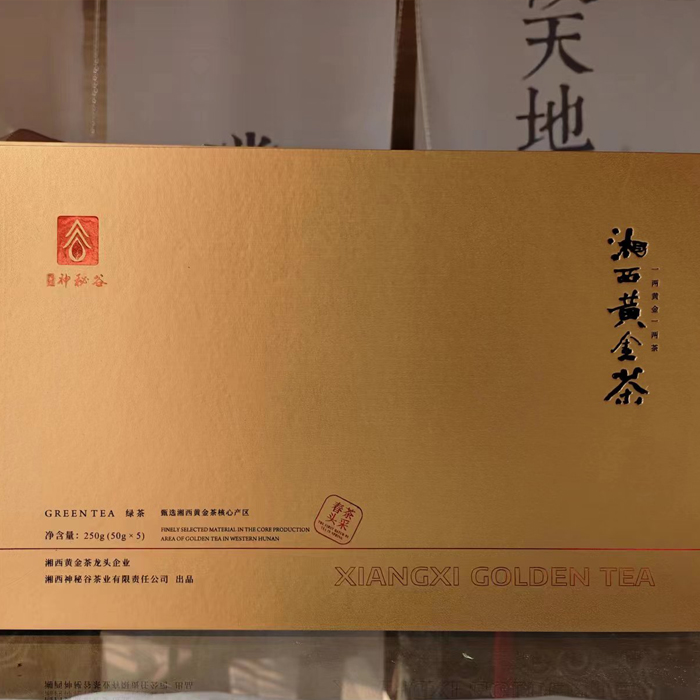 天地
神秘谷
湘西黄金茶
一两黄金一两茶
GREEN TEA 绿茶 甄选湘西黄金茶核心产区
净含量：250g (50g × 5)
FINELY SELECTED MATERIAL IN THE CORE PRODUCTION
AREA OF GOLDEN TEA IN WESTERN HUNAN
春茶
头采
湘西黄金茶龙头企业
湘西神秘谷茶业有限责任公司 出品
XIANGXI GOLDEN TEA